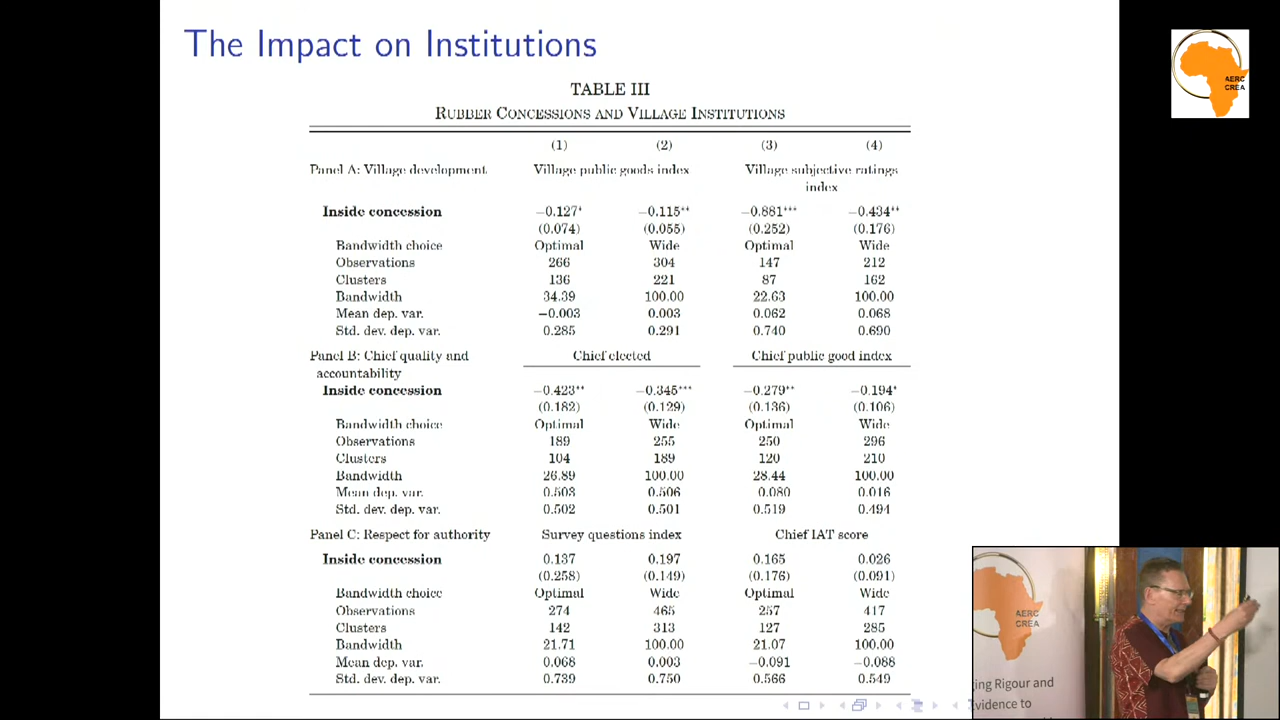 The Impact on Institutions
TABLE III
RUBBER CONCESSIONS AND VILLAGE INSTITUTIONS
(1) (2) (3) (4)
Panel A: Village development Village public goods index Village subjective ratings
index
Inside concession −0.127* −0.115** −0.881*** −0.434**
(0.074) (0.055) (0.252) (0.176)
Bandwidth choice Optimal Wide Optimal Wide
Observations 266 304 147 212
Clusters 136 221 87 162
Bandwidth 34.39 100.00 22.63 100.00
Mean dep. var. −0.003 0.003 0.062 0.068
Std. dev. dep. var. 0.285 0.291 0.740 0.690
Panel B: Chief quality and Chief elected Chief public good index
accountability
Inside concession −0.423** −0.345*** −0.279** −0.194*
(0.182) (0.129) (0.136) (0.106)
Bandwidth choice Optimal Wide Optimal Wide
Observations 189 255 250 296
Clusters 104 189 120 210
Bandwidth 26.89 100.00 28.44 100.00
Mean dep. var. 0.503 0.506 0.080 0.016
Std. dev. dep. var. 0.502 0.501 0.519 0.494
Panel C: Respect for authority Survey questions index Chief IAT score
Inside concession 0.137 0.197 0.165 0.026
(0.258) (0.149) (0.176) (0.091)
Bandwidth choice Optimal Wide Optimal Wide
Observations 274 465 257 417
Clusters 142 313 127 285
Bandwidth 21.71 100.00 21.07 100.00
Mean dep. var. 0.068 0.003 −0.091 −0.088
Std. dev. dep. var. 0.739 0.750 0.566 0.549
AERC
CREA
AERC
CREA
ging Rigour and
vidence to